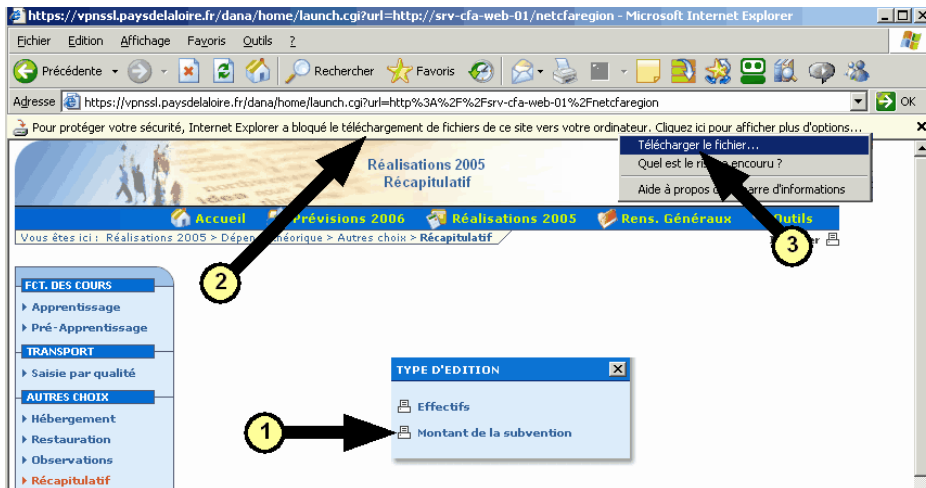 https://vpnssl.paysdelaloire.fr/dana/home/launch.cgi?url=http://srv-cfa-web-01/netcfaregion - Microsoft Internet Explorer
Fichier Edition Affichage Favoris Outils ?
Précédente Rechercher Favoris
Adresse https://vpnssl.paysdelaloire.fr/dana/home/launch.cgi?url=http%3A%2F%2Fsrv-cfa-web-01%2Fnetcfaregion OK
Pour protéger votre sécurité, Internet Explorer a bloqué le téléchargement de fichiers de ce site vers votre ordinateur. Cliquez ici pour afficher plus d'options...
Télécharger le fichier...
Quel est le risque encouru ?
Aide à propos de la barre d'informations
Réalisations 2005
Récapitulatif
Accueil Prévisions 2006 Réalisations 2005 Rens. Généraux Outils
Vous êtes ici : Réalisations 2005 > Dépense théorique > Autres choix > Récapitulatif
2
3
FCT. DES COURS
Apprentissage
Pré-Apprentissage
TRANSPORT
Saisie par qualité
AUTRES CHOIX
Hébergement
Restauration
Observations
Récapitulatif
TYPE D'EDITION
Effectifs
1
Montant de la subvention